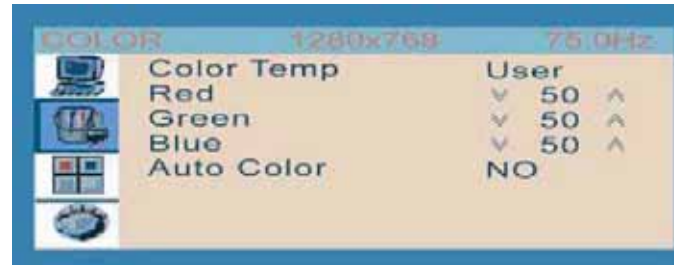 COLOR 1280x768 75.0Hz
Color Temp User
Red 50
Green 50
Blue 50
Auto Color NO